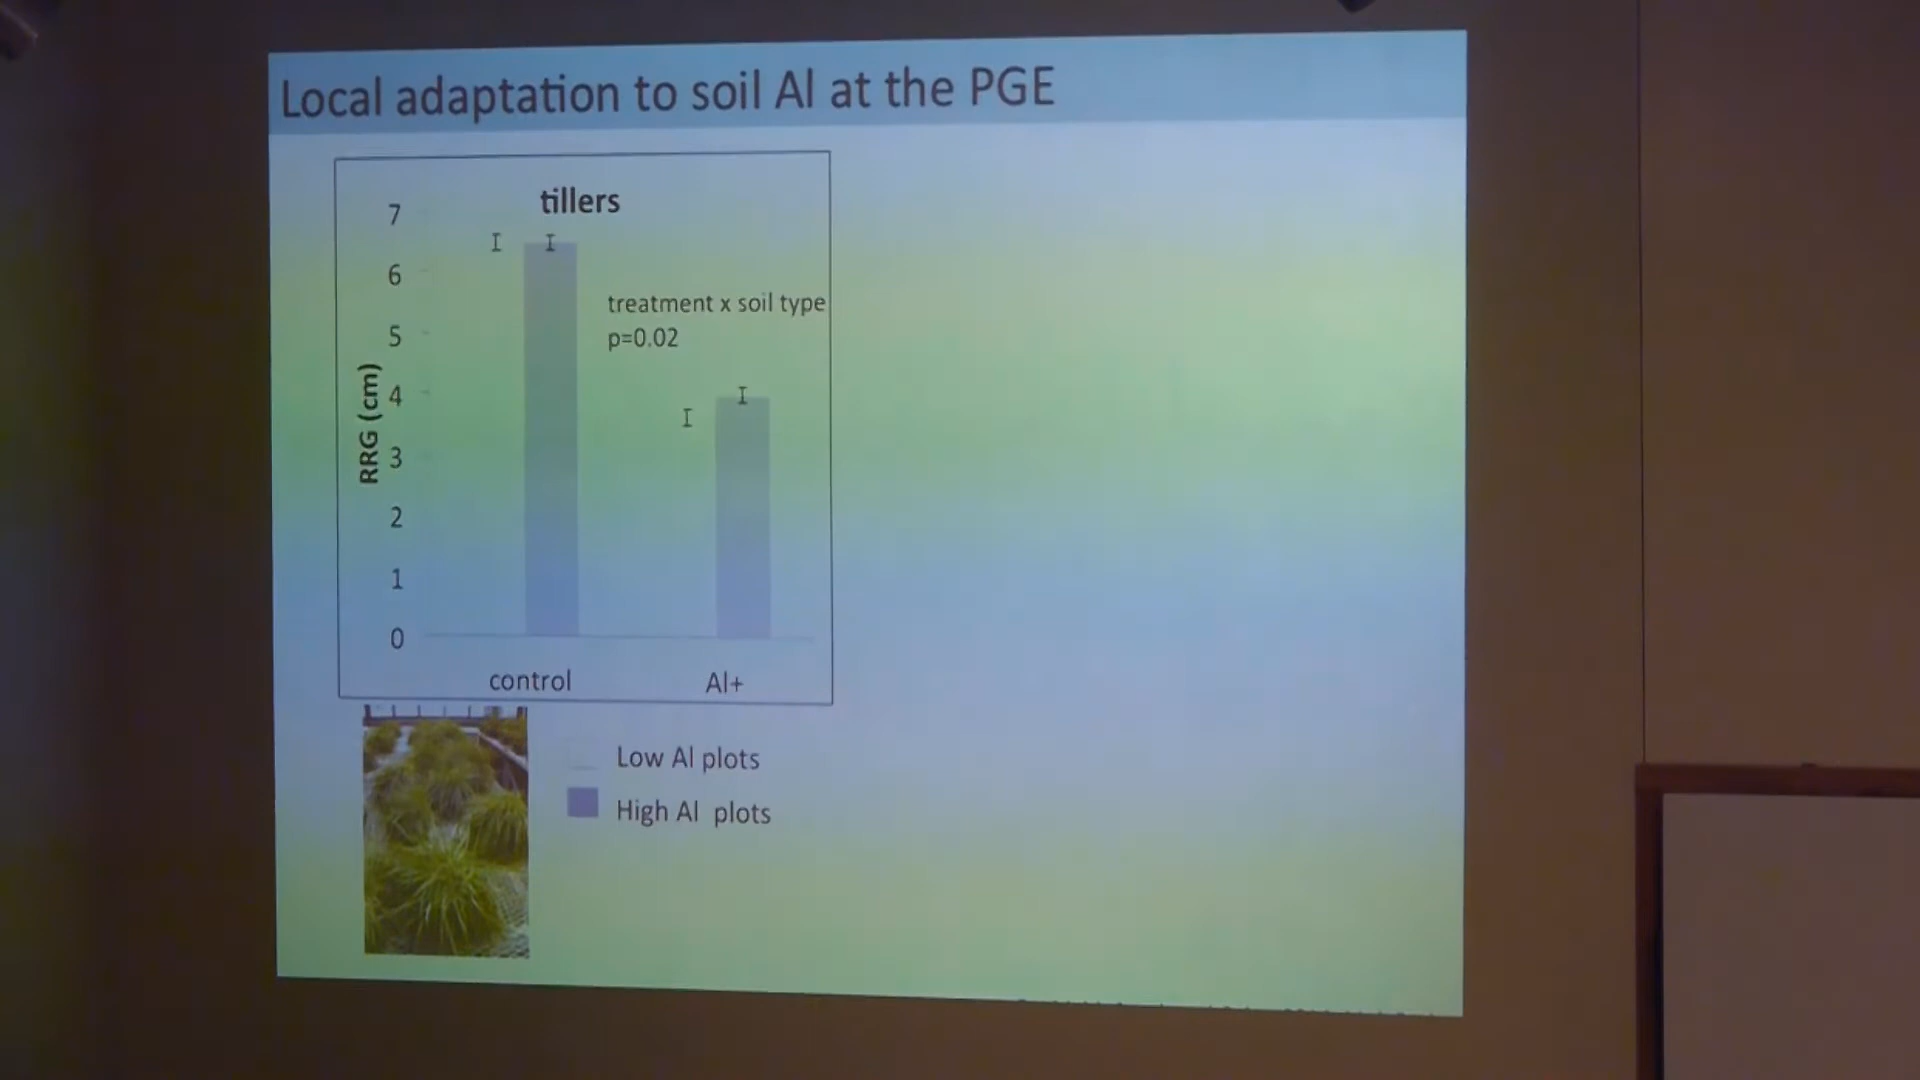 Local adaptation to soil Al at the PGE
tillers
7
6
5
4
3
2
1
0
RRG (cm)
treatment x soil type
p=0.02
control
Al+
Low Al plots
High Al plots